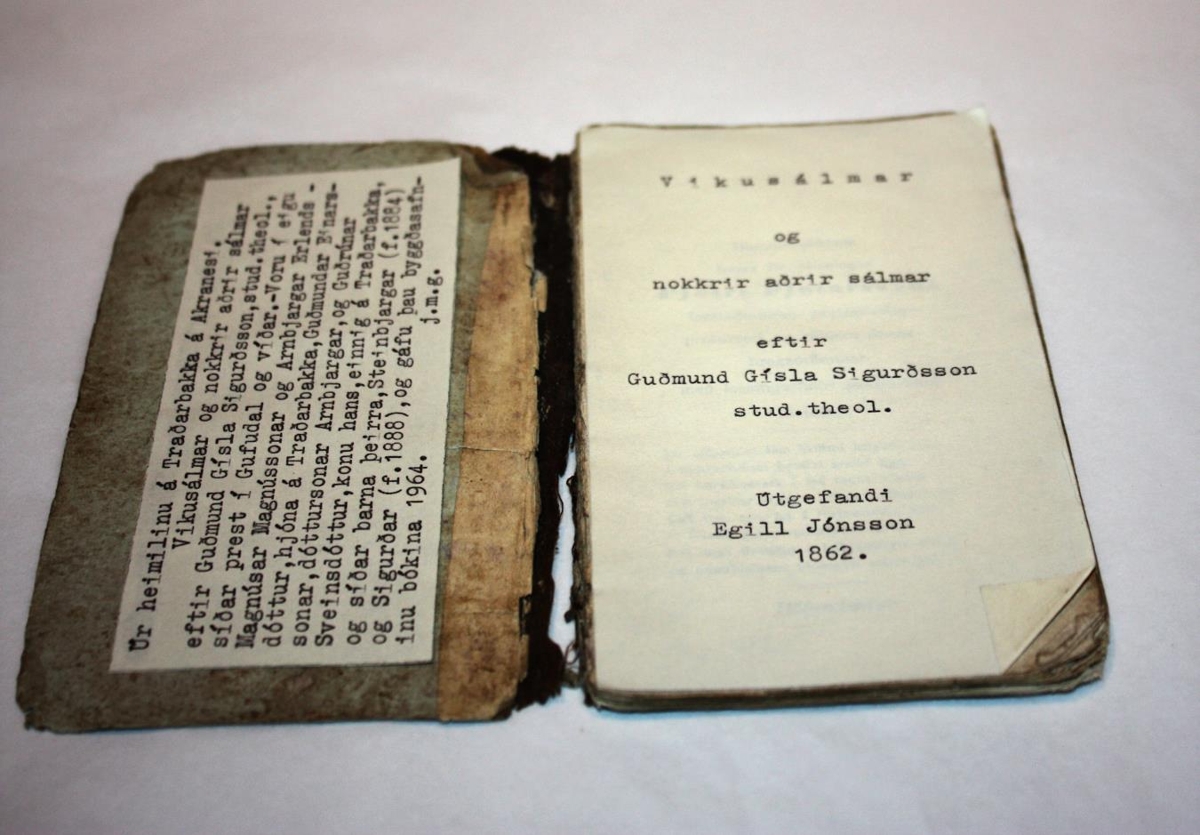 Úr heimilinu á Traðarbakka á Akranesi.
Vikusálmar og nokkrir aðrir sálmar
eftir Guðmund Gísla Sigurðsson,stud.theol.,
síðar prest í Gufudal og víðar.-Voru í eigu
Magnúsar Magnússonar og Arnbjargar Erlends-
dóttur,hjóna á Traðarbakka,Guðmundar Einars-
sonar,dóttursonar Arnbjargar,og Guðrúnar
Sveinsdóttur,konu hans,einnig á Traðarbakka,
og síðar barna þeirra,Steinbjargar (f.1884)
og Sigurðar (f.1888),og gáfu þau byggðasafn-
inu bókina 1964.
j.m.g.
Vikusálmar
og
nokkrir aðrir sálmar
eftir
Guðmund Gísla Sigurðsson
stud.theol.
Útgefandi
Egill Jónsson
1862.